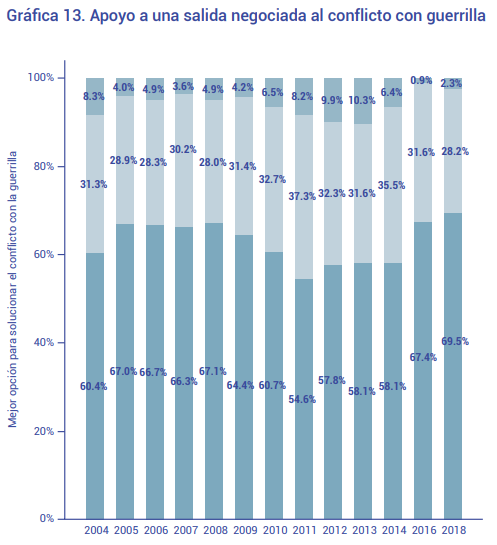 Gráfica 13. Apoyo a una salida negociada al conflicto con guerrilla
Mejor opción para solucionar el conflicto con la guerrilla
100%
80%
60%
40%
20%
0%
8.3% 4.0% 4.9% 3.6% 4.9% 4.2% 6.5% 8.2% 9.9% 10.3% 6.4% 0.9% 2.3%
31.3% 28.9% 28.3% 30.2% 28.0% 31.4% 32.7% 37.3% 32.3% 31.6% 35.5% 31.6% 28.2%
60.4% 67.0% 66.7% 66.3% 67.1% 64.4% 60.7% 54.6% 57.8% 58.1% 58.1% 67.4% 69.5%
2004 2005 2006 2007 2008 2009 2010 2011 2012 2013 2014 2016 2018